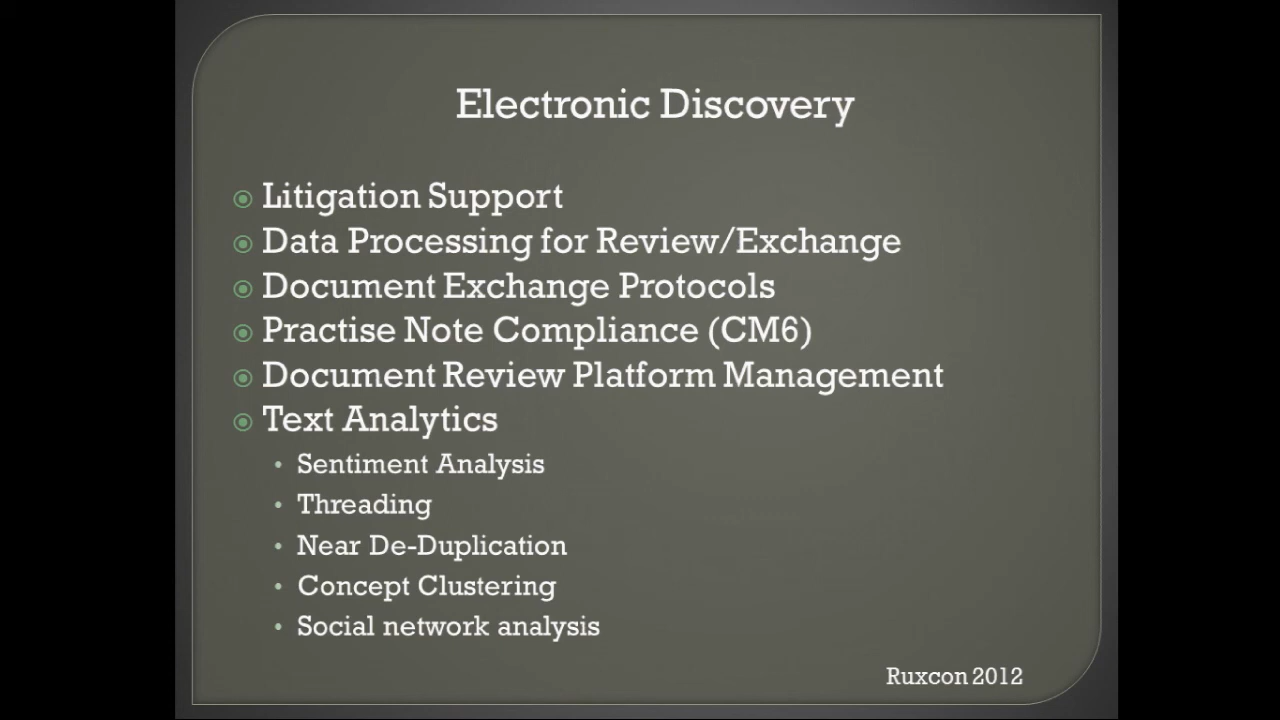 Electronic Discovery
Litigation Support
Data Processing for Review/Exchange
Document Exchange Protocols
Practise Note Compliance (CM6)
Document Review Platform Management
Text Analytics
Sentiment Analysis
Threading
Near De-Duplication
Concept Clustering
Social network analysis
Ruxcon 2012